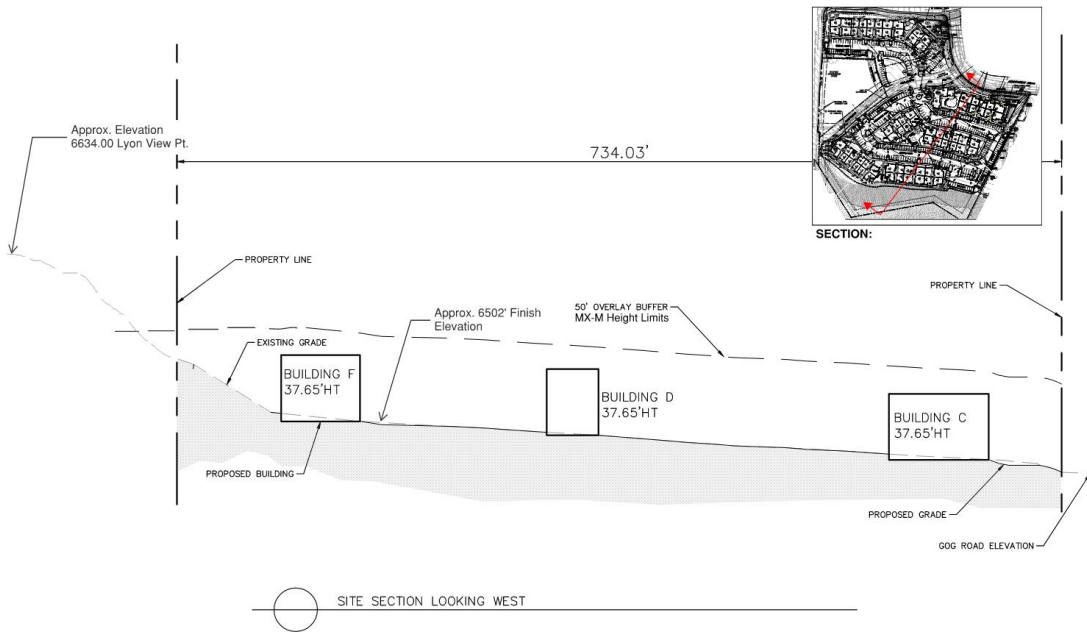 Approx. Elevation
6634.00 Lyon View Pt.
734.03'
SECTION:
PROPERTY LINE
PROPERTY LINE
50' OVERLAY BUFFER
MX-M Height Limits
Approx. 6502' Finish
Elevation
EXISTING GRADE
BUILDING F
37.65'HT
BUILDING D
37.65'HT
BUILDING C
37.65'HT
PROPOSED BUILDING
PROPOSED GRADE
GOG ROAD ELEVATION
SITE SECTION LOOKING WEST